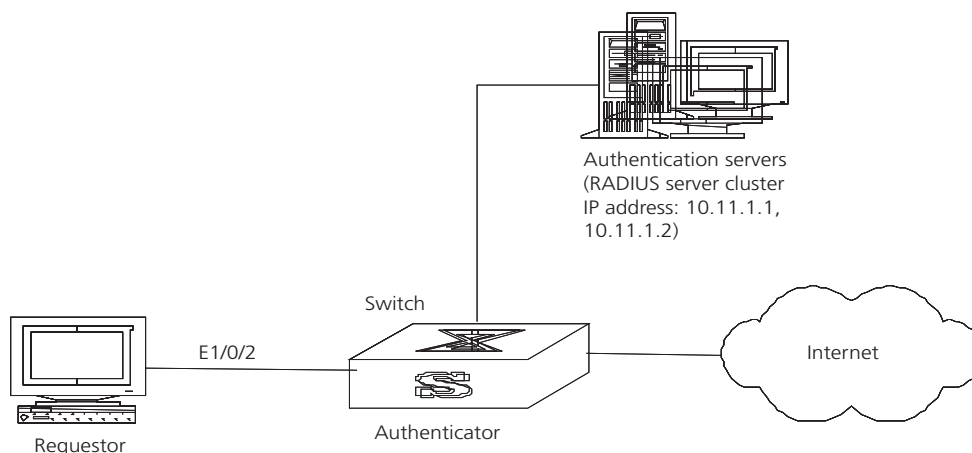 Authentication servers
(RADIUS server cluster
IP address: 10.11.1.1,
10.11.1.2)
Switch
E1/0/2
Internet
Authenticator
Requestor